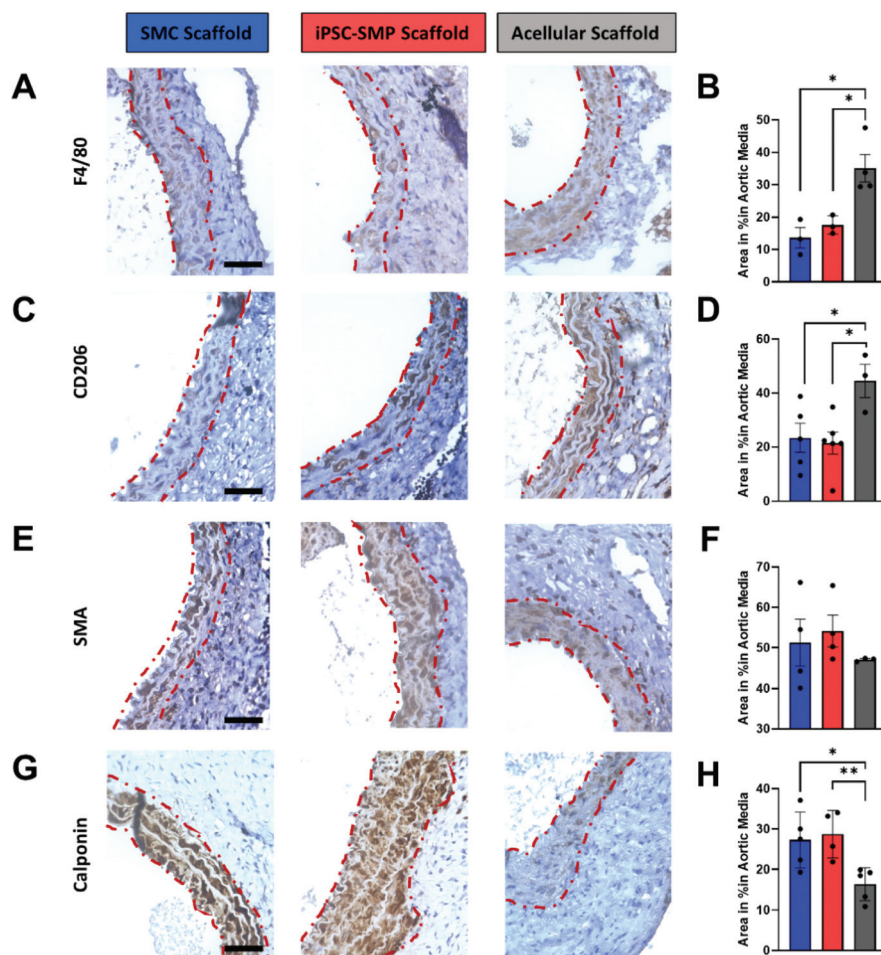 SMC Scaffold
iPSC-SMP Scaffold
Acellular Scaffold
A
F4/80
B
Area in %in Aortic Media
50
40
30
20
10
0
*
*
C
CD206
D
Area in %in Aortic Media
60
40
20
0
*
*
E
SMA
F
Area in %in Aortic Media
70
60
50
40
30
G
Calponin
H
Area in %in Aortic Media
40
30
20
10
0
*
**